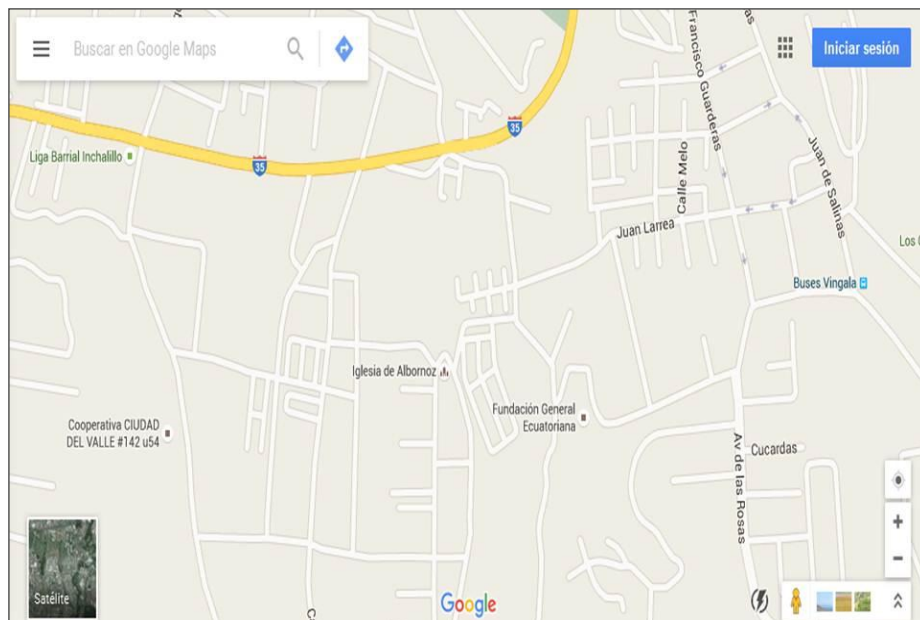 Buscar en Google Maps
Iniciar sesión
Francisco Guarderas
Juan de Salinas
Calle Melo
Juan Larrea
Liga Barrial Inchalillo
35
35
Los
Buses Vingala
Iglesia de Albornoz
Fundación General
Ecuatoriana
Cooperativa CIUDAD
DEL VALLE #142 u54
Cucardas
Av de las Rosas
Satélite
Google